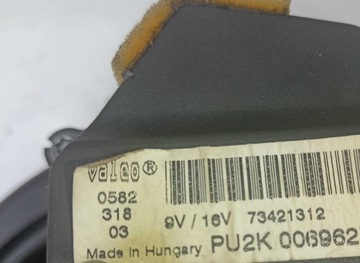 Valeo®
0582
318
03
9V / 16V 73421312
Made in Hungary PU2K 006962